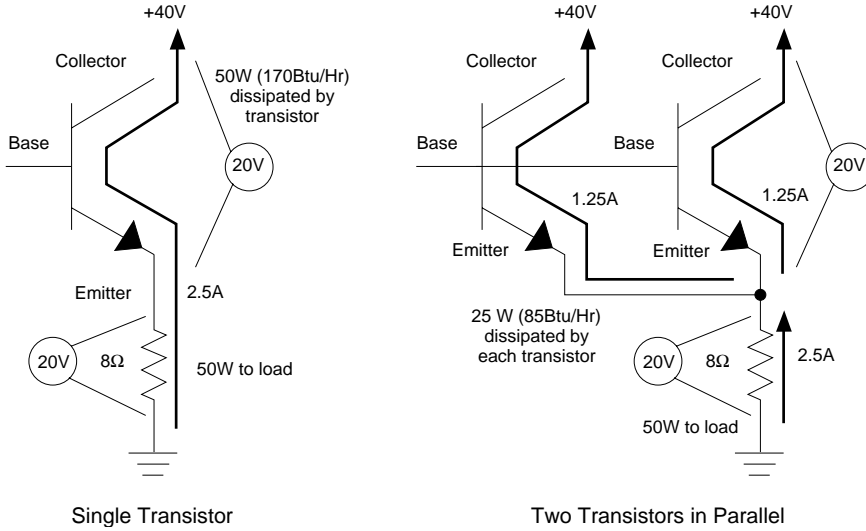 +40V
Collector
50W (170Btu/Hr)
dissipated by
transistor
Base
20V
Emitter
2.5A
20V
8Ω
50W to load
Single Transistor
+40V
+40V
Collector
Collector
Base
Base
20V
1.25A
1.25A
Emitter
Emitter
25 W (85Btu/Hr)
dissipated by
each transistor
20V
8Ω
2.5A
50W to load
Two Transistors in Parallel